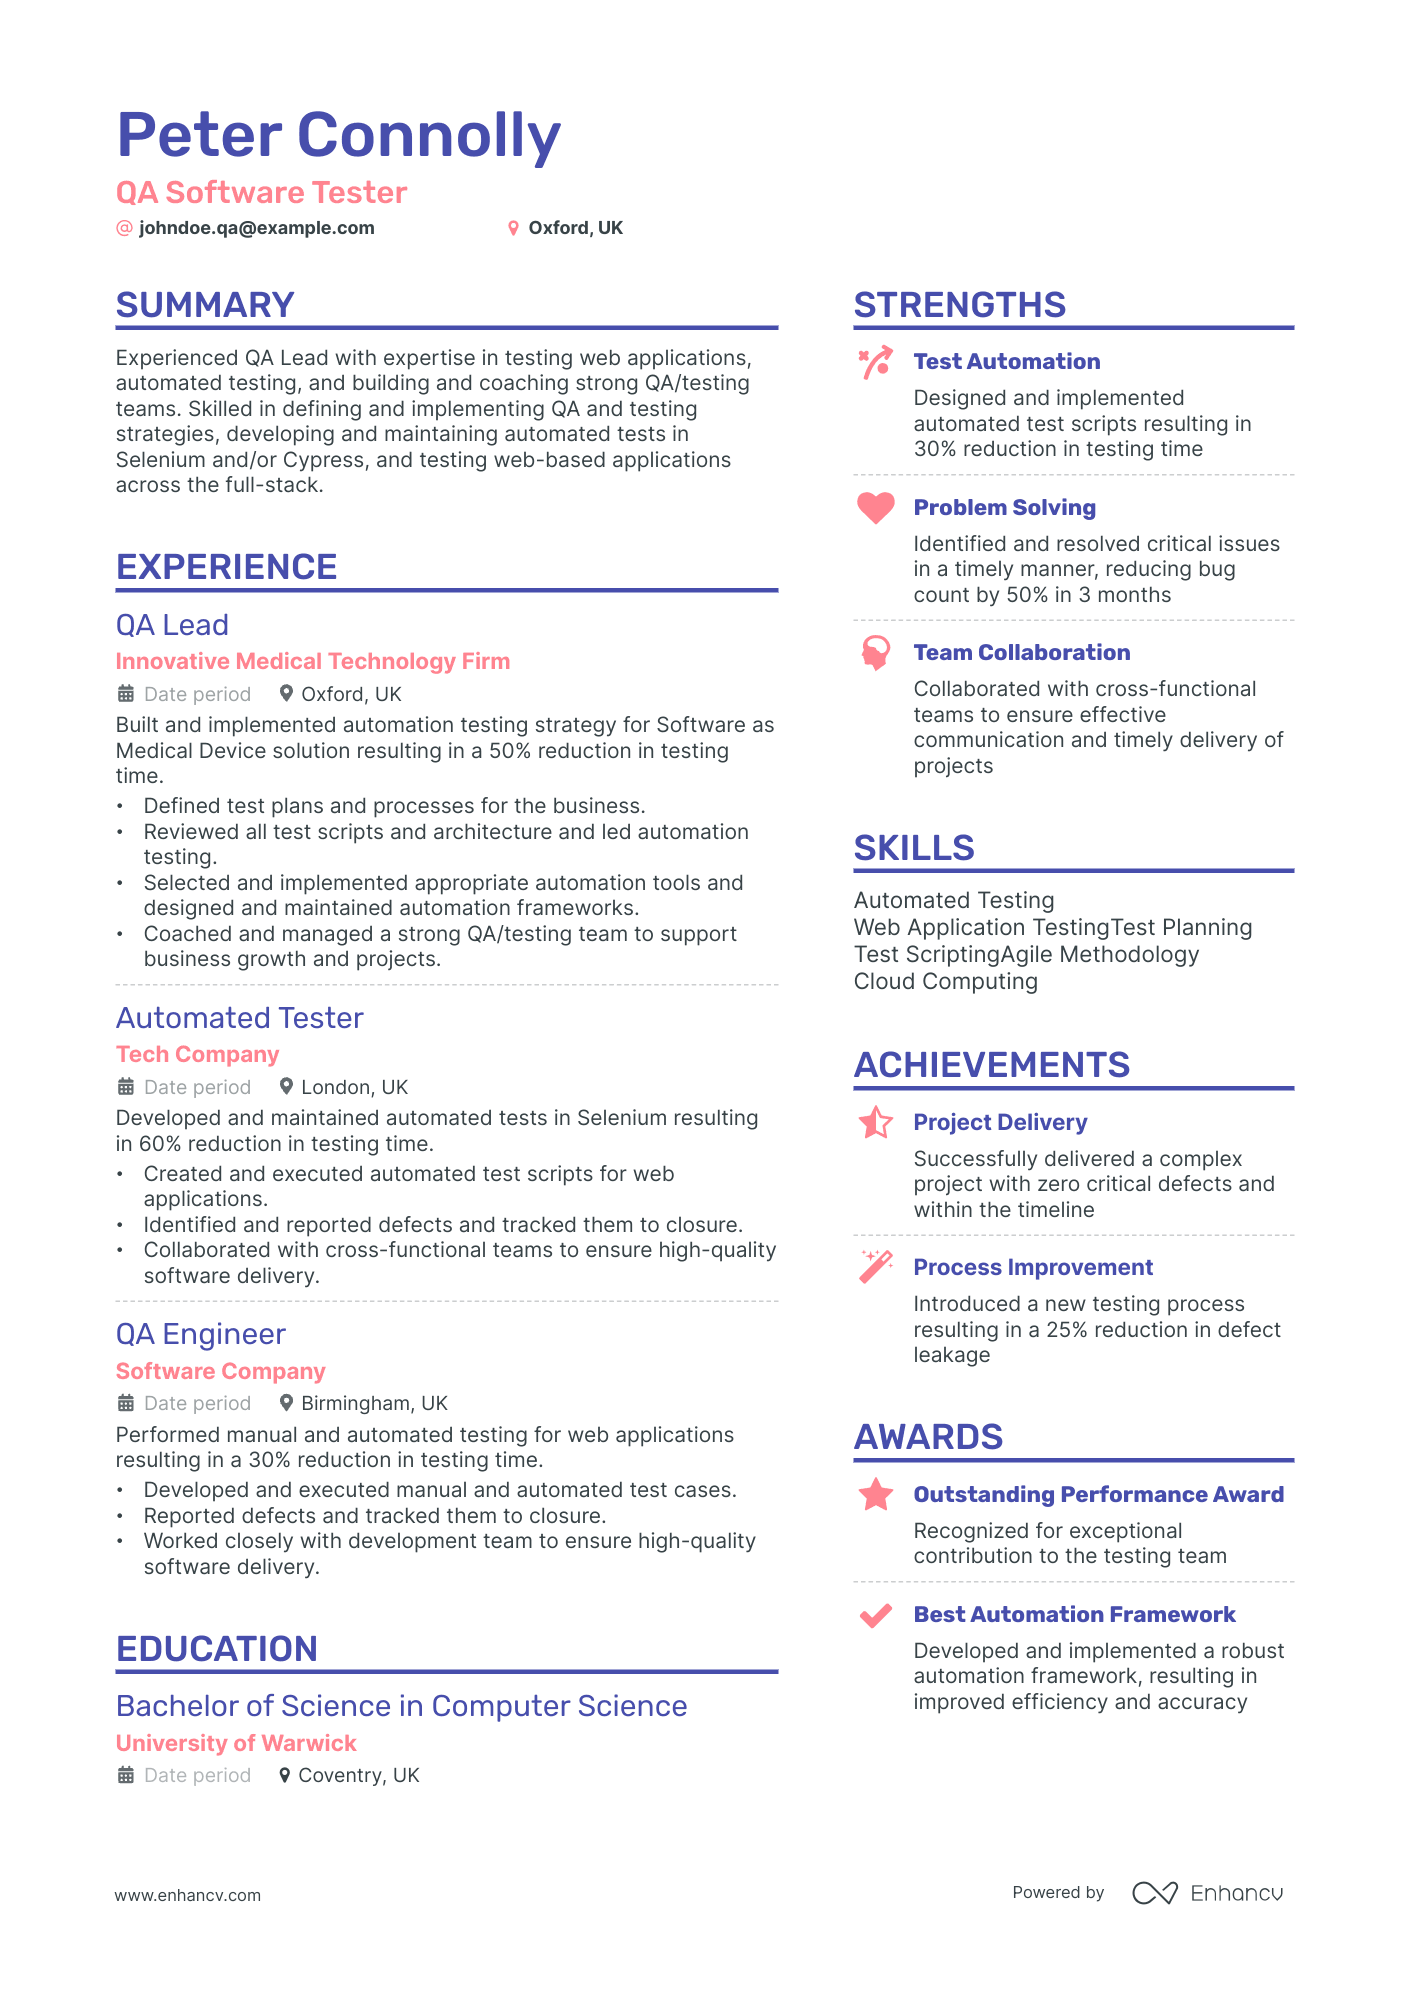 Peter Connolly
QA Software Tester
@ johndoe.qa@example.com
Oxford, UK
SUMMARY
Experienced QA Lead with expertise in testing web applications,
automated testing, and building and coaching strong QA/testing
teams. Skilled in defining and implementing QA and testing
strategies, developing and maintaining automated tests in
Selenium and/or Cypress, and testing web-based applications
across the full-stack.
EXPERIENCE
QA Lead
Innovative Medical Technology Firm
Date period Oxford, UK
Built and implemented automation testing strategy for Software as
Medical Device solution resulting in a 50% reduction in testing
time.
• Defined test plans and processes for the business.
• Reviewed all test scripts and architecture and led automation
testing.
• Selected and implemented appropriate automation tools and
designed and maintained automation frameworks.
• Coached and managed a strong QA/testing team to support
business growth and projects.
Automated Tester
Tech Company
Date period London, UK
Developed and maintained automated tests in Selenium resulting
in 60% reduction in testing time.
• Created and executed automated test scripts for web
applications.
• Identified and reported defects and tracked them to closure.
• Collaborated with cross-functional teams to ensure high-quality
software delivery.
QA Engineer
Software Company
Date period Birmingham, UK
Performed manual and automated testing for web applications
resulting in a 30% reduction in testing time.
• Developed and executed manual and automated test cases.
• Reported defects and tracked them to closure.
• Worked closely with development team to ensure high-quality
software delivery.
EDUCATION
Bachelor of Science in Computer Science
University of Warwick
Date period Coventry, UK
STRENGTHS
Test Automation
Designed and implemented
automated test scripts resulting in
30% reduction in testing time
Problem Solving
Identified and resolved critical issues
in a timely manner, reducing bug
count by 50% in 3 months
Team Collaboration
Collaborated with cross-functional
teams to ensure effective
communication and timely delivery of
projects
SKILLS
Automated Testing
Web Application TestingTest Planning
Test ScriptingAgile Methodology
Cloud Computing
ACHIEVEMENTS
Project Delivery
Successfully delivered a complex
project with zero critical defects and
within the timeline
Process Improvement
Introduced a new testing process
resulting in a 25% reduction in defect
leakage
AWARDS
Outstanding Performance Award
Recognized for exceptional
contribution to the testing team
Best Automation Framework
Developed and implemented a robust
automation framework, resulting in
improved efficiency and accuracy
www.enhancv.com
Powered by Enhancv